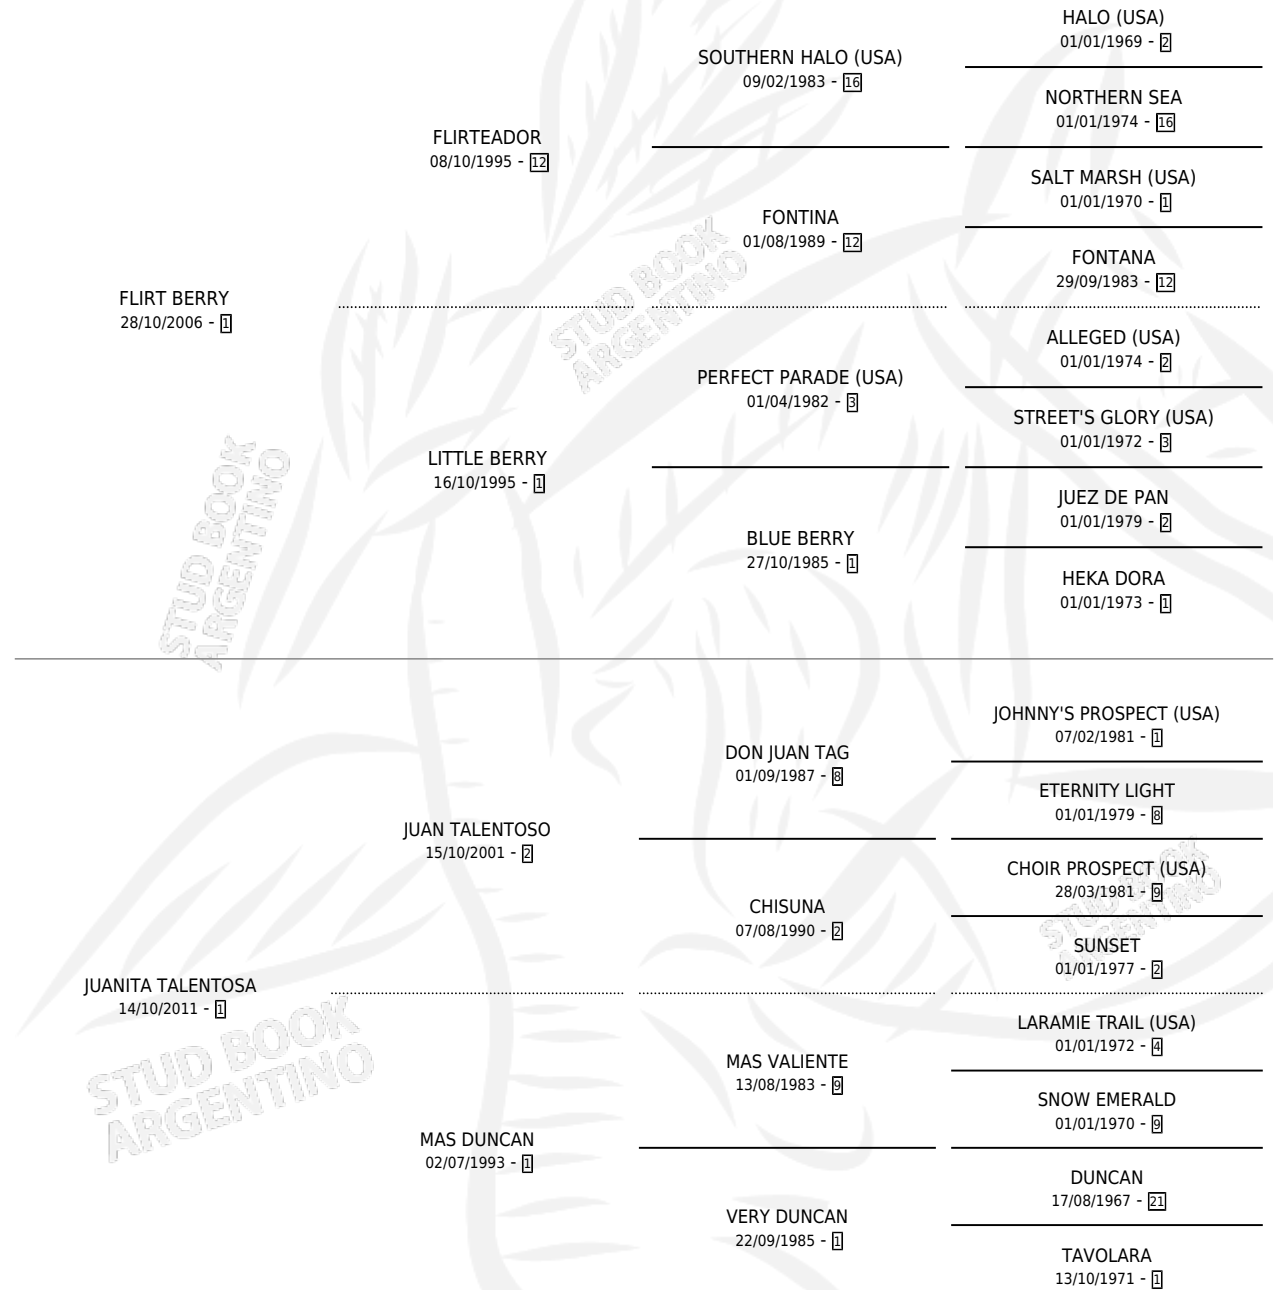 HALO (USA)
01/01/1969 - 2
SOUTHERN HALO (USA)
09/02/1983 - 16
NORTHERN SEA
01/01/1974 - 16
FLIRTEADOR
08/10/1995 - 12
SALT MARSH (USA)
01/01/1970 - 1
FONTINA
01/08/1989 - 12
FONTANA
29/09/1983 - 12
FLIRT BERRY
28/10/2006 - 1
ALLEGED (USA)
01/01/1974 - 2
PERFECT PARADE (USA)
01/04/1982 - 3
STREET'S GLORY (USA)
01/01/1972 - 3
LITTLE BERRY
16/10/1995 - 1
JUEZ DE PAN
01/01/1979 - 2
BLUE BERRY
27/10/1985 - 1
HEKA DORA
01/01/1973 - 1
STUD BOOK
ARGENTINO
STUD BOOK
ARGENTINO
JOHNNY'S PROSPECT (USA)
07/02/1981 - 1
DON JUAN TAG
01/09/1987 - 8
ETERNITY LIGHT
01/01/1979 - 8
JUAN TALENTOSO
15/10/2001 - 2
CHOIR PROSPECT (USA)
28/03/1981 - 9
CHISUNA
07/08/1990 - 2
SUNSET
01/01/1977 - 2
JUANITA TALENTOSA
14/10/2011 - 1
LARAMIE TRAIL (USA)
01/01/1972 - 4
MAS VALIENTE
13/08/1983 - 9
SNOW EMERALD
01/01/1970 - 9
MAS DUNCAN
02/07/1993 - 1
DUNCAN
17/08/1967 - 21
VERY DUNCAN
22/09/1985 - 1
TAVOLARA
13/10/1971 - 1
STUD BOOK
ARGENTINO
STUD BOOK
ARGENTINO